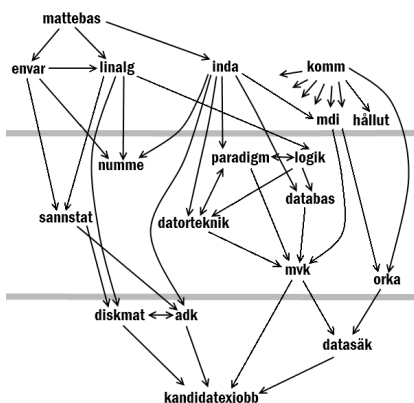 mattebas
envar linalg inda komm
mdi hållut
numme paradigm logik
databas
sannstat datorteknik
mvk
orka
diskmat adk
datasäk
kandidatexjobb